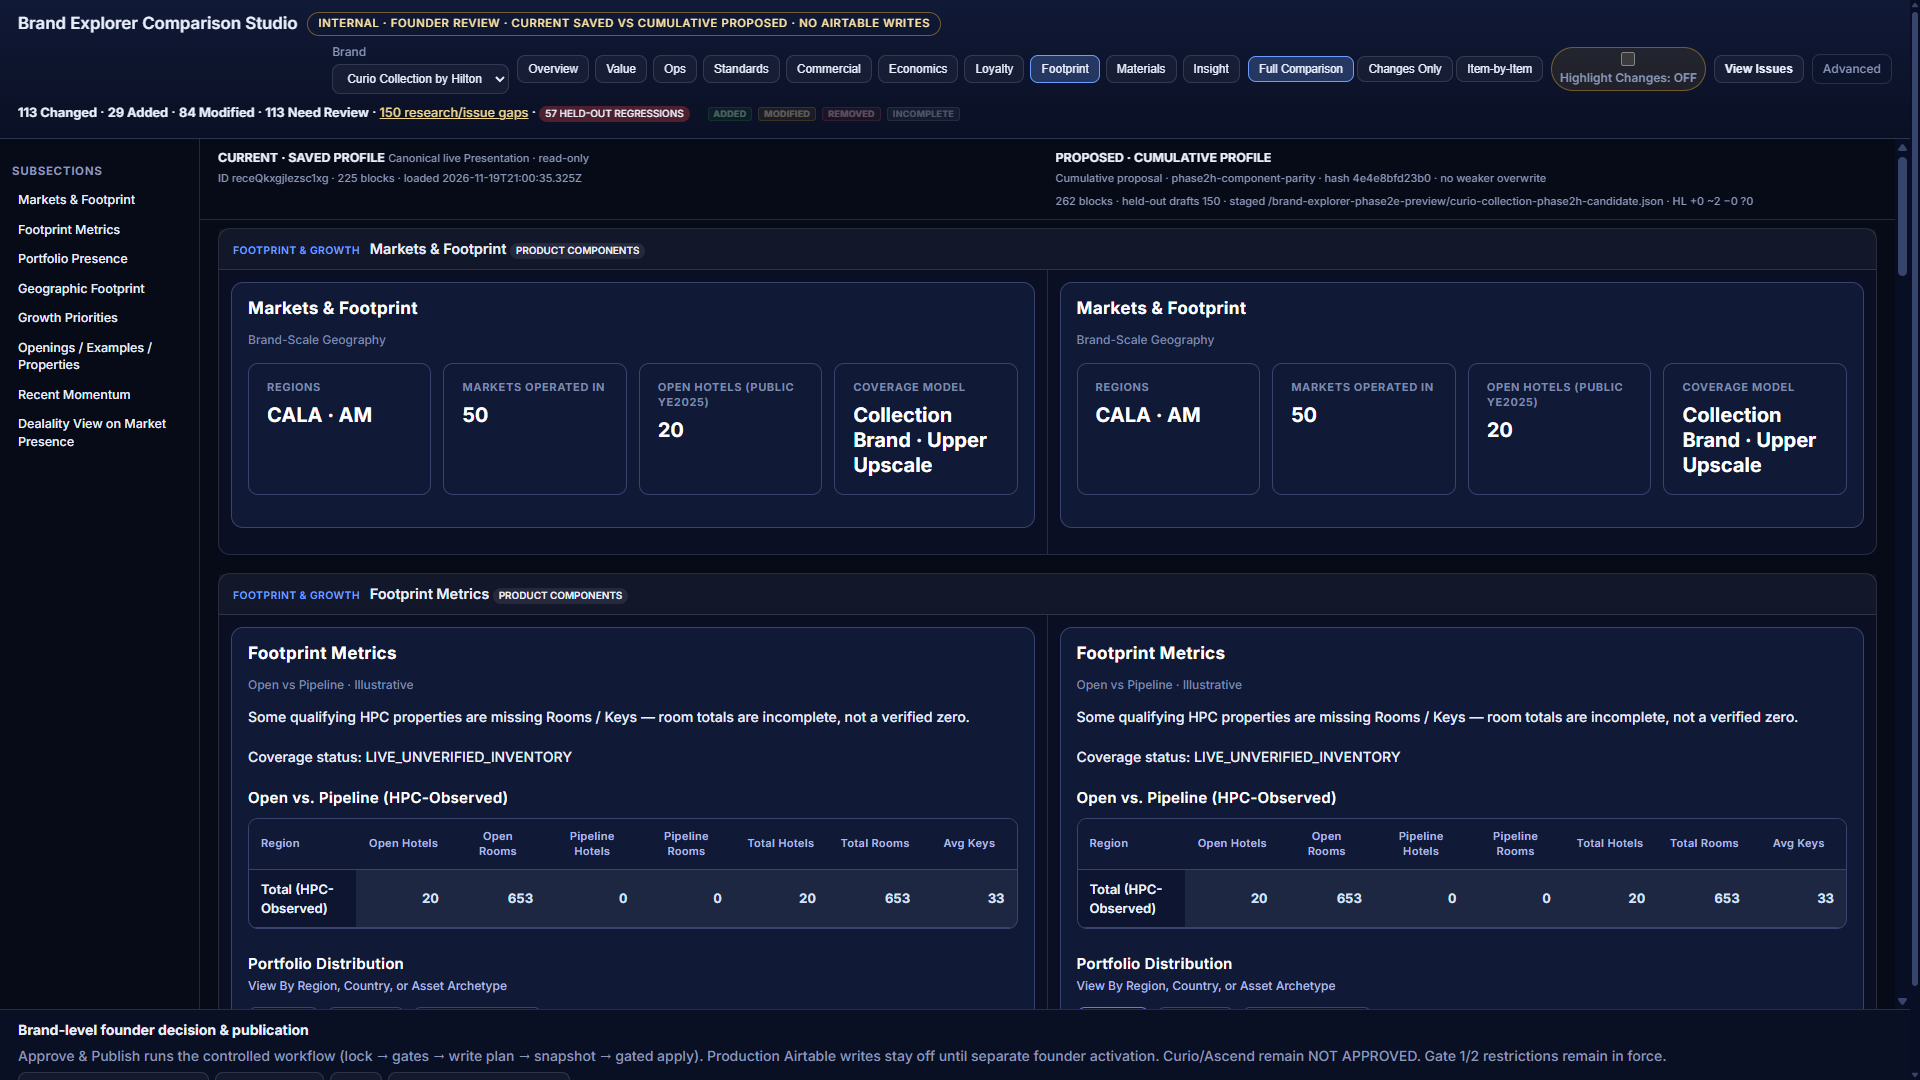 Brand Explorer Comparison Studio
INTERNAL · FOUNDER REVIEW · CURRENT SAVED VS CUMULATIVE PROPOSED · NO AIRTABLE WRITES
Brand
Curio Collection by Hilton
Overview
Value
Ops
Standards
Commercial
Economics
Loyalty
Footprint
Materials
Insight
Full Comparison
Changes Only
Item-by-Item
Highlight Changes: OFF
View Issues
Advanced
113 Changed · 29 Added · 84 Modified · 113 Need Review · 150 research/issue gaps · 57 HELD-OUT REGRESSIONS
ADDED
MODIFIED
REMOVED
INCOMPLETE
SUBSECTIONS
Markets & Footprint
Footprint Metrics
Portfolio Presence
Geographic Footprint
Growth Priorities
Openings / Examples /
Properties
Recent Momentum
Deality View on Market
Presence
CURRENT · SAVED PROFILE Canonical live Presentation · read-only
ID receQkxgjlezsc1xg · 225 blocks · loaded 2026-11-19T21:00:35.325Z
PROPOSED · CUMULATIVE PROFILE
Cumulative proposal · phase2h-component-parity · hash 4e4e8bfd23b0 · no weaker overwrite
262 blocks · held-out drafts 150 · staged /brand-explorer-phase2e-preview/curio-collection-phase2h-candidate.json · HL +0 ~2 −0 ?0
FOOTPRINT & GROWTH Markets & Footprint PRODUCT COMPONENTS
Markets & Footprint
Brand-Scale Geography
REGIONS
CALA · AM
MARKETS OPERATED IN
50
OPEN HOTELS (PUBLIC
YE2025)
20
COVERAGE MODEL
Collection
Brand · Upper
Upscale
Markets & Footprint
Brand-Scale Geography
REGIONS
CALA · AM
MARKETS OPERATED IN
50
OPEN HOTELS (PUBLIC
YE2025)
20
COVERAGE MODEL
Collection
Brand · Upper
Upscale
FOOTPRINT & GROWTH Footprint Metrics PRODUCT COMPONENTS
Footprint Metrics
Open vs Pipeline · Illustrative
Some qualifying HPC properties are missing Rooms / Keys — room totals are incomplete, not a verified zero.
Coverage status: LIVE_UNVERIFIED_INVENTORY
Open vs. Pipeline (HPC-Observed)
Region
Open Hotels
Open
Rooms
Pipeline
Hotels
Pipeline
Rooms
Total Hotels
Total Rooms
Avg Keys
Total (HPC-
Observed)
20
653
0
0
20
653
33
Portfolio Distribution
View By Region, Country, or Asset Archetype
Footprint Metrics
Open vs Pipeline · Illustrative
Some qualifying HPC properties are missing Rooms / Keys — room totals are incomplete, not a verified zero.
Coverage status: LIVE_UNVERIFIED_INVENTORY
Open vs. Pipeline (HPC-Observed)
Region
Open Hotels
Open
Rooms
Pipeline
Hotels
Pipeline
Rooms
Total Hotels
Total Rooms
Avg Keys
Total (HPC-
Observed)
20
653
0
0
20
653
33
Portfolio Distribution
View By Region, Country, or Asset Archetype
Brand-level founder decision & publication
Approve & Publish runs the controlled workflow (lock → gates → write plan → snapshot → gated apply). Production Airtable writes stay off until separate founder activation. Curio/Ascend remain NOT APPROVED. Gate 1/2 restrictions remain in force.